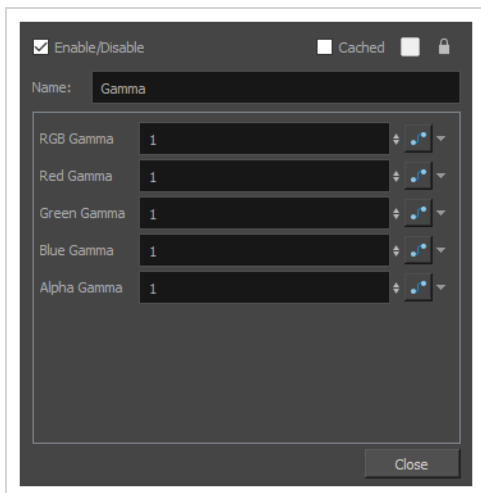 Enable/Disable Cached
Name: Gamma
RGB Gamma 1
Red Gamma 1
Green Gamma 1
Blue Gamma 1
Alpha Gamma 1
Close